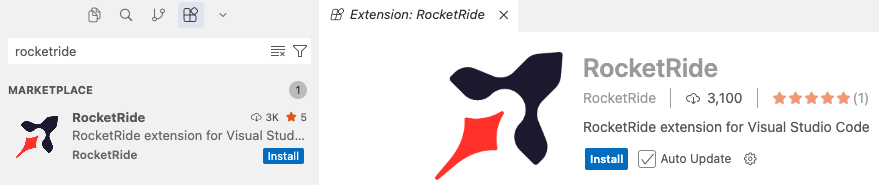 rocketride
MARKETPLACE 1
RocketRide 3K 5
RocketRide extension for Visual Stud...
RocketRide Install
Extension: RocketRide
RocketRide
RocketRide 3,100 (1)
RocketRide extension for Visual Studio Code
Install Auto Update